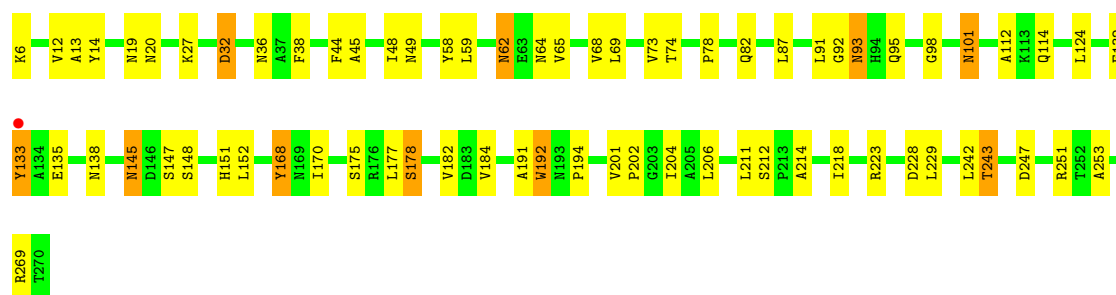 K6 V12 A13 Y14 N19 N20 K27 D32 N36 A37 F38 F44 A45 I48 N49 Y58 L59 N62 E63 N64 V65 V68 L69 V73 T74 P78 Q82 L87 L91 G92 N93 H94 Q95 G98 N101 A112 K113 Q114 L124
Y133 A134 E135 N138 N145 D146 S147 S148 H151 L152 Y168 N169 I170 S175 R176 L177 S178 V182 D183 V184 A191 W192 N193 P194 V201 P202 G203 I204 A205 L206 L211 S212 P213 A214 I218 R223 D228 L229 L242 T243 D247 R251 T252 A253
R269 T270